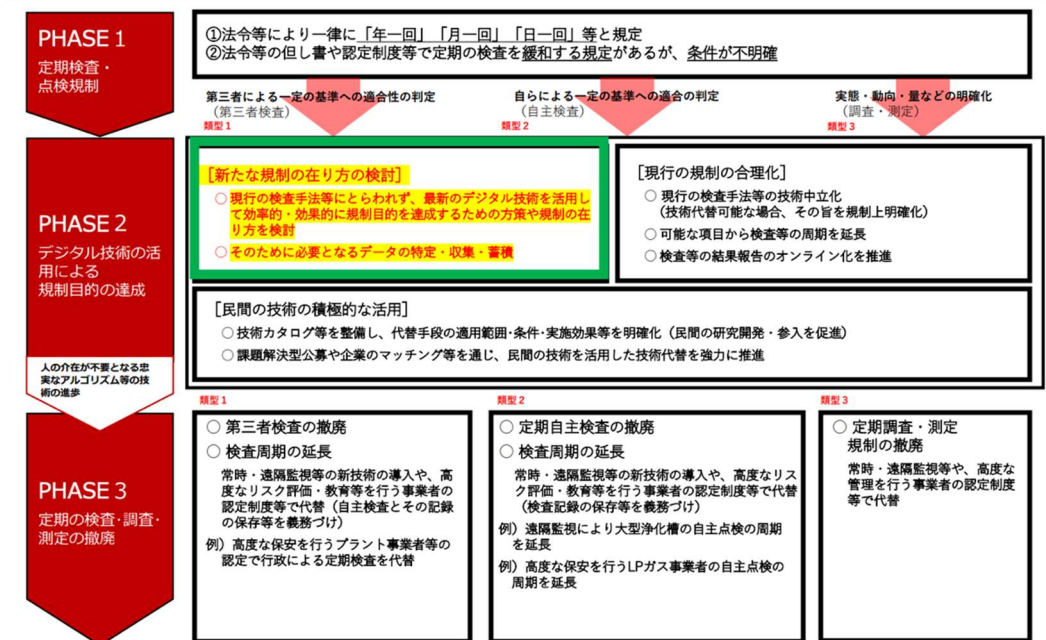 PHASE 1
定期検査・
点検規制
①法令等により一律に「年一回」「月一回」「日一回」等と規定
②法令等の但し書や認定制度等で定期の検査を緩和する規定があるが、条件が不明確
第三者による一定の基準への適合性の判定
（第三者検査）
類型１
自らによる一定の基準への適合の判定
（自主検査）
類型２
実態・動向・量などの明確化
（調査・測定）
類型３
PHASE 2
デジタル技術の活
用による
規制目的の達成
［新たな規制の在り方の検討］
○ 現行の検査手法等にとらわれず、最新のデジタル技術を活用し
て効率的・効果的に規制目的を達成するための方策や規制の在
り方を検討
○ そのために必要となるデータの特定・収集・蓄積
［現行の規制の合理化］
○ 現行の検査手法等の技術中立化
（技術代替可能な場合、その旨を規制上明確化）
○ 可能な項目から検査等の周期を延長
○ 検査等の結果報告のオンライン化を推進
［民間の技術の積極的な活用］
○ 技術カタログ等を整備し、代替手段の適用範囲・条件・実施効果等を明確化（民間の研究開発・参入を促進）
○ 課題解決型公募や企業のマッチング等を通じ、民間の技術を活用した技術代替を強力に推進
人の介在が不要となる忠
実なアルゴリズム等の技
術の進歩
PHASE 3
定期の検査・調査・
測定の撤廃
類型１
○ 第三者検査の撤廃
○ 検査周期の延長
常時・遠隔監視等の新技術の導入や、高
度なリスク評価・教育等を行う事業者の
認定制度等で代替（自主検査とその記録
の保存等を義務づけ）
例）高度な保安を行うプラント事業者等の
認定で行政による定期検査を代替
類型２
○ 定期自主検査の撤廃
○ 検査周期の延長
常時・遠隔監視等の新技術の導入や、高度なリス
ク評価・教育等を行う事業者の認定制度等で代替
（検査記録の保存等を義務づけ）
例）遠隔監視により大型浄化槽の自主点検の周期
を延長
例）高度な保安を行うLPガス事業者の自主点検の
周期を延長
類型３
○ 定期調査・測定
規制の撤廃
常時・遠隔監視等や、高度な
管理を行う事業者の認定制度
等で代替